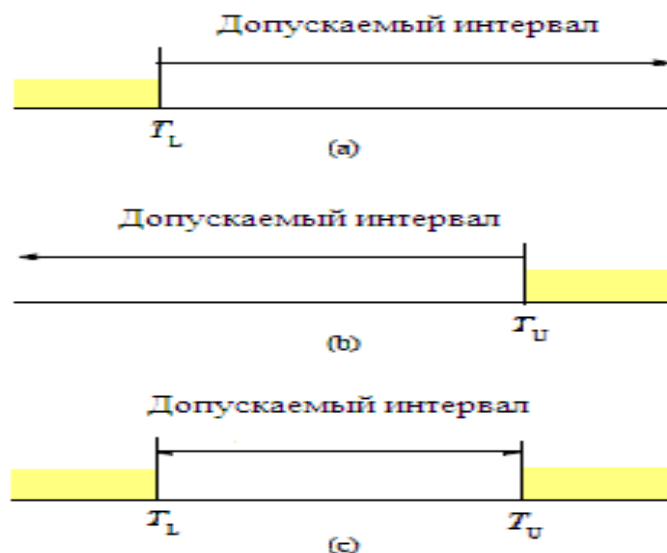 Допускаемый интервал
T_L
(a)
Допускаемый интервал
T_U
(b)
Допускаемый интервал
T_L T_U
(c)